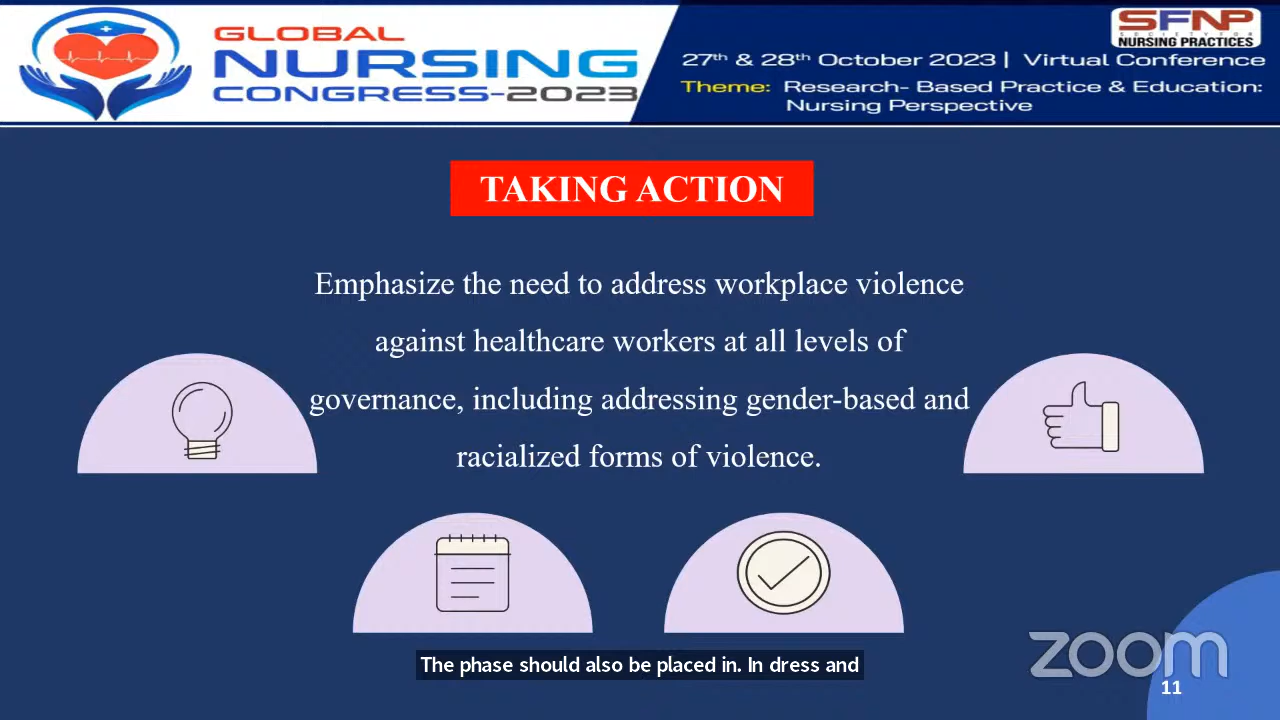 GLOBAL
NURSING
CONGRESS-2023
SFNP
SOCIETY FOR
NURSING PRACTICES
27th & 28th October 2023 | Virtual Conference
Theme: Research- Based Practice & Education:
Nursing Perspective
TAKING ACTION
Emphasize the need to address workplace violence
against healthcare workers at all levels of
governance, including addressing gender-based and
racialized forms of violence.
The phase should also be placed in. In dress and
zoom
11